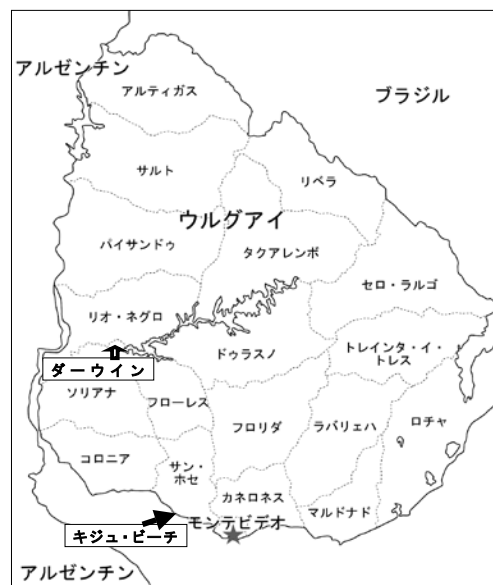 アルゼンチン
アルティガス
ブラジル
サルト
リベラ
ウルグアイ
パイサンドゥ
タクアレンボ
セロ・ラルゴ
リオ・ネグロ
ドゥラスノ
トレインタ・イ・
トレス
ダーウィン
ソリアナ
フローレス
フロリダ
ラバリェハ
ロチャ
コロニア
サン・
ホセ
カネロネス
マルドナド
モンテビデオ
キジュ・ビーチ
アルゼンチン